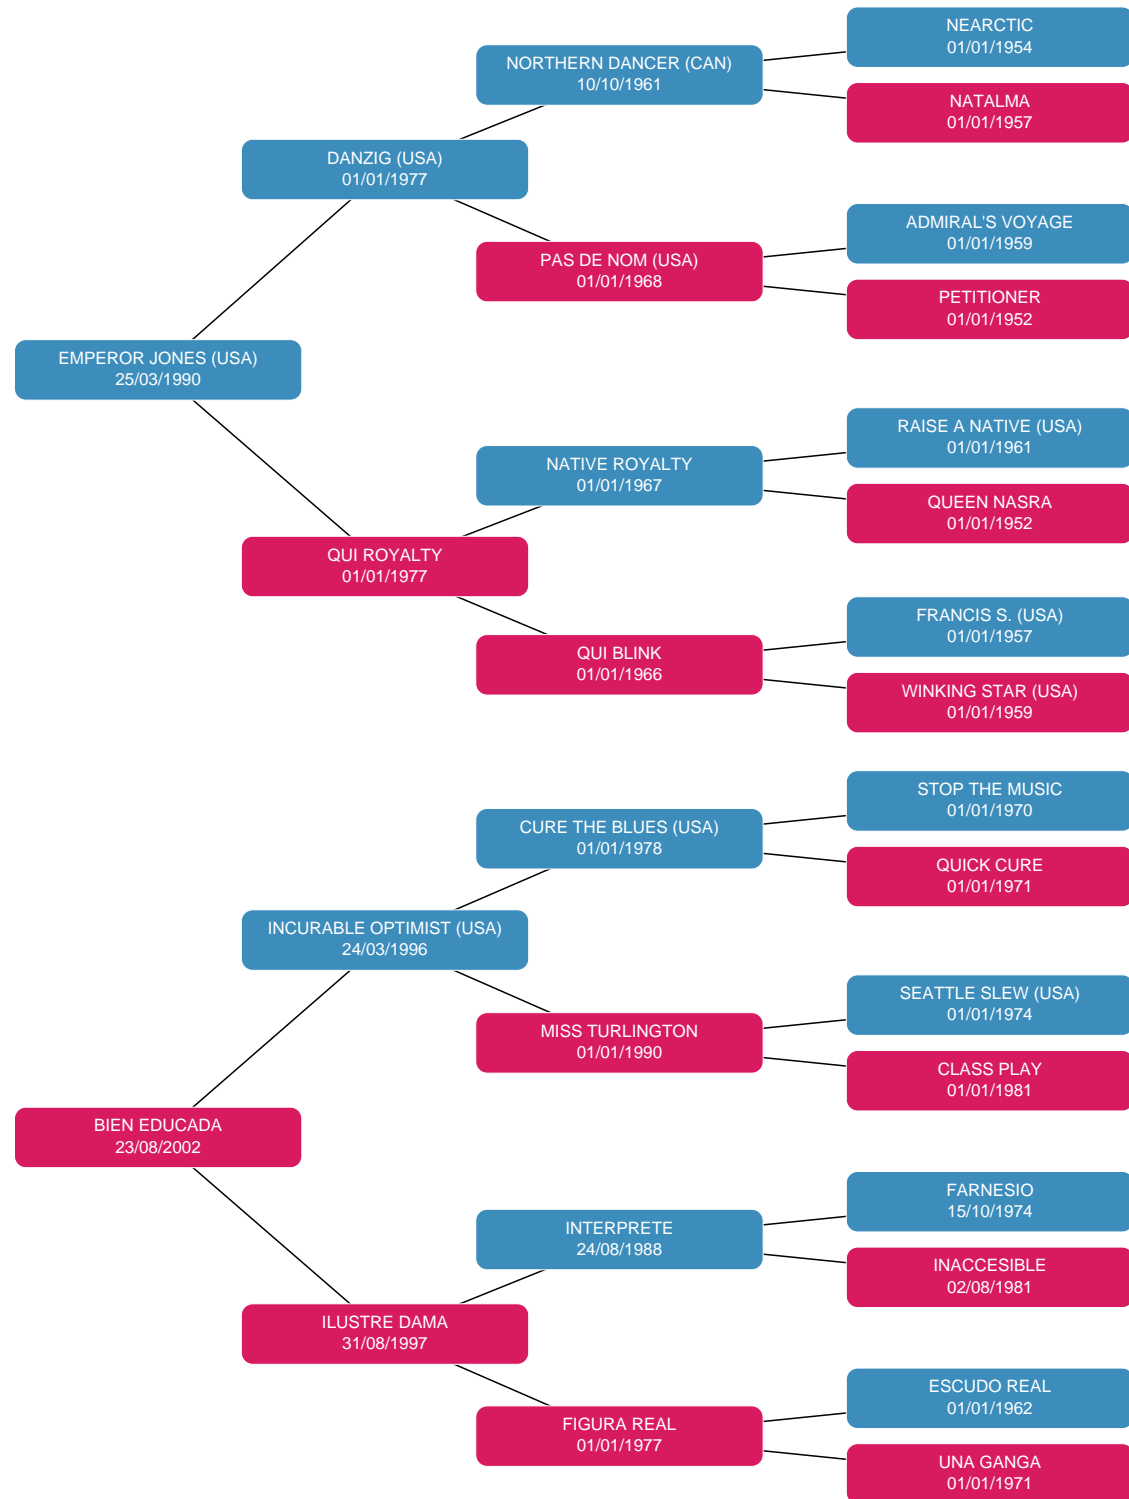 NEARCTIC
01/01/1954
NORTHERN DANCER (CAN)
10/10/1961
NATALMA
01/01/1957
DANZIG (USA)
01/01/1977
ADMIRAL'S VOYAGE
01/01/1959
PAS DE NOM (USA)
01/01/1968
PETITIONER
01/01/1952
EMPEROR JONES (USA)
25/03/1990
RAISE A NATIVE (USA)
01/01/1961
NATIVE ROYALTY
01/01/1967
QUEEN NASRA
01/01/1952
QUI ROYALTY
01/01/1977
FRANCIS S. (USA)
01/01/1957
QUI BLINK
01/01/1966
WINKING STAR (USA)
01/01/1959
STOP THE MUSIC
01/01/1970
CURE THE BLUES (USA)
01/01/1978
QUICK CURE
01/01/1971
INCURABLE OPTIMIST (USA)
24/03/1996
SEATTLE SLEW (USA)
01/01/1974
MISS TURLINGTON
01/01/1990
CLASS PLAY
01/01/1981
BIEN EDUCADA
23/08/2002
FARNESIO
15/10/1974
INTERPRETE
24/08/1988
INACCESIBLE
02/08/1981
ILUSTRE DAMA
31/08/1997
ESCUDO REAL
01/01/1962
FIGURA REAL
01/01/1977
UNA GANGA
01/01/1971